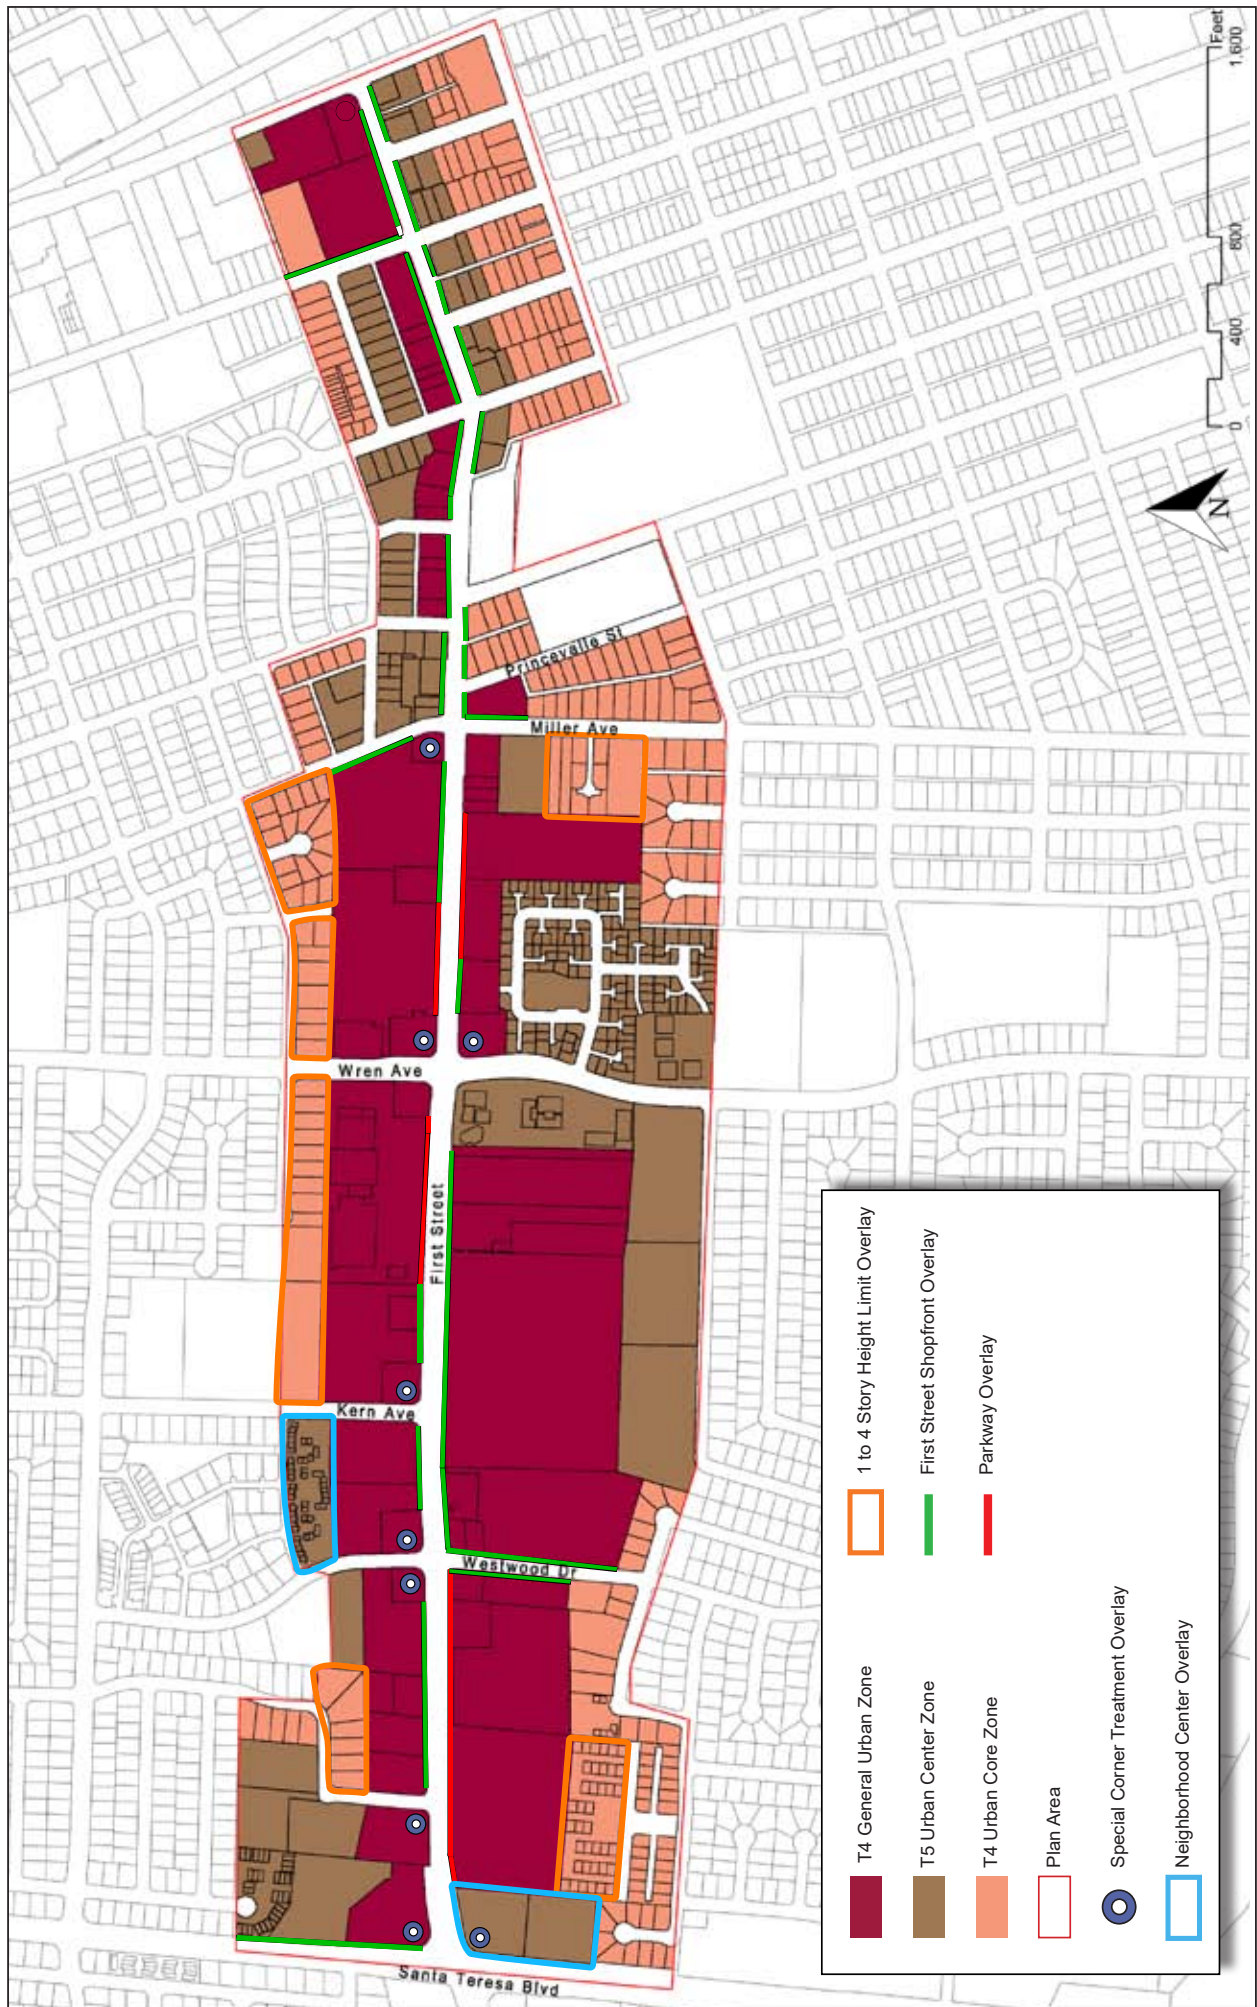 Feet
0
400
800
1,600
N
Princevalle St
Miller Ave
Wren Ave
First Street
Kern Ave
Westwood Dr
Santa Teresa Blvd
T4 General Urban Zone
T5 Urban Center Zone
T4 Urban Core Zone
Plan Area
Special Corner Treatment Overlay
Neighborhood Center Overlay
1 to 4 Story Height Limit Overlay
First Street Shopfront Overlay
Parkway Overlay